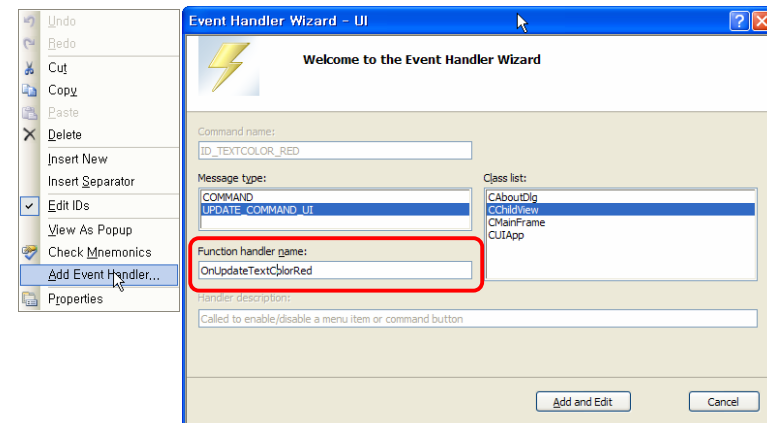 Undo
Redo
Cut
Copy
Paste
Delete
Insert New
Insert Separator
Edit IDs
View As Popup
Check Mnemonics
Add Event Handler...
Properties
Event Handler Wizard - UI
Welcome to the Event Handler Wizard
Command name:
ID_TEXTCOLOR_RED
Message type:
COMMAND
UPDATE_COMMAND_UI
Class list:
CAboutDlg
CChildView
CMainFrame
CUIApp
Function handler name:
OnUpdateTextColorRed
Handler description:
Called to enable/disable a menu item or command button
Add and Edit
Cancel